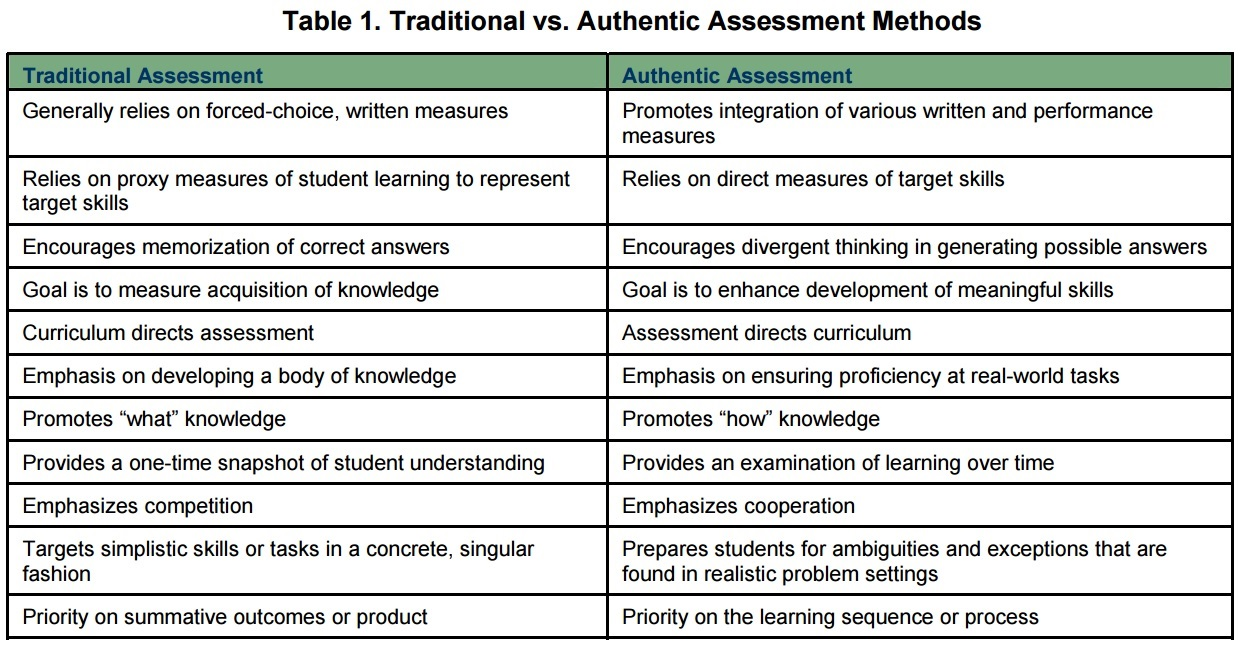 Table 1. Traditional vs. Authentic Assessment Methods
Traditional Assessment
Authentic Assessment
Generally relies on forced-choice, written measures
Promotes integration of various written and performance
measures
Relies on proxy measures of student learning to represent
target skills
Relies on direct measures of target skills
Encourages memorization of correct answers
Encourages divergent thinking in generating possible answers
Goal is to measure acquisition of knowledge
Goal is to enhance development of meaningful skills
Curriculum directs assessment
Assessment directs curriculum
Emphasis on developing a body of knowledge
Emphasis on ensuring proficiency at real-world tasks
Promotes “what” knowledge
Promotes “how” knowledge
Provides a one-time snapshot of student understanding
Provides an examination of learning over time
Emphasizes competition
Emphasizes cooperation
Targets simplistic skills or tasks in a concrete, singular
fashion
Prepares students for ambiguities and exceptions that are
found in realistic problem settings
Priority on summative outcomes or product
Priority on the learning sequence or process